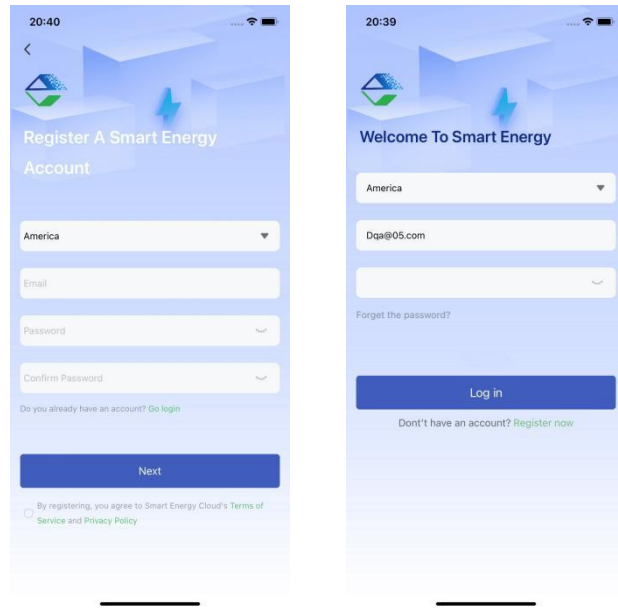 20:40
Register A Smart Energy
Account
America
Email
Password
Confirm Password
Do you already have an account? Go login
Next
By registering, you agree to Smart Energy Cloud's Terms of
Service and Privacy Policy
20:39
Welcome To Smart Energy
America
Dqa@05.com
Forget the password?
Log in
Dont't have an account? Register now